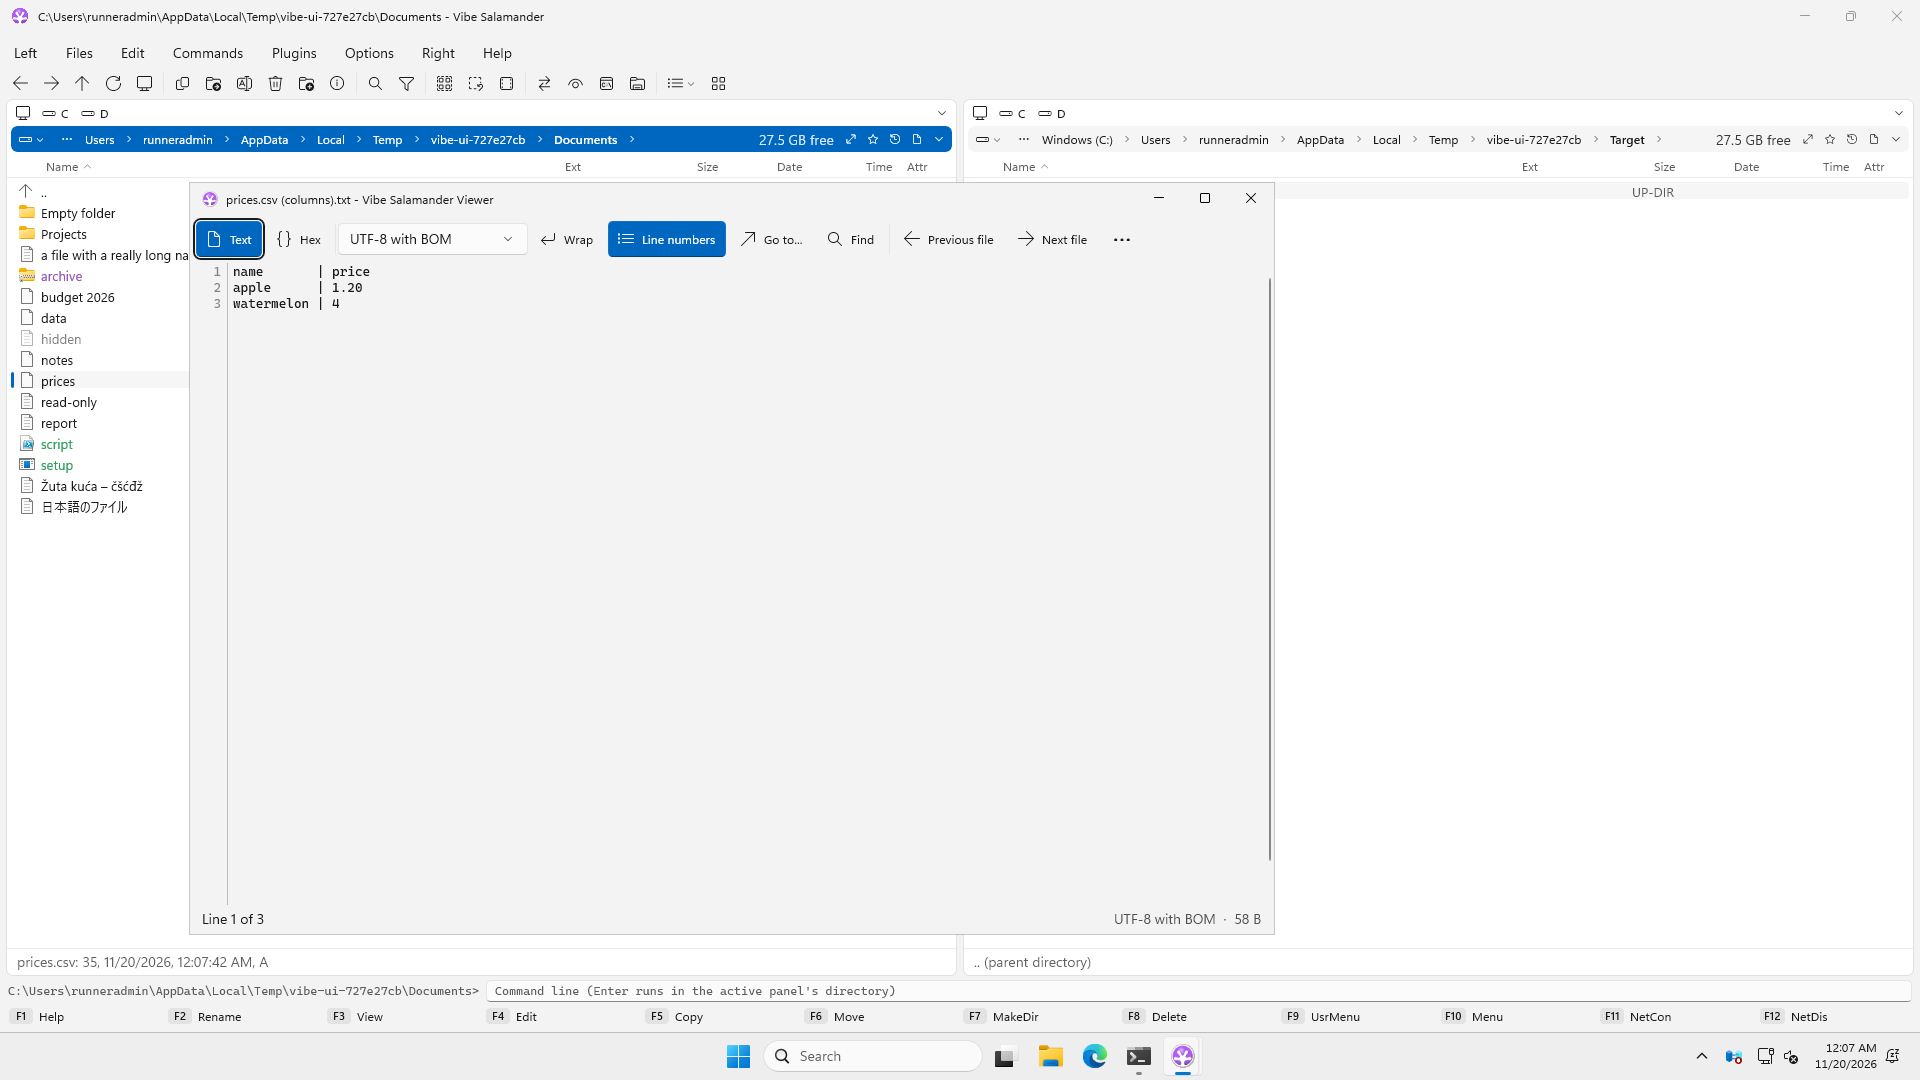 C:\Users\runneradmin\AppData\Local\Temp\vibe-ui-727e27cb\Documents - Vibe Salamander
Left Files Edit Commands Plugins Options Right Help
C D
C D
Users runneradmin AppData Local Temp vibe-ui-727e27cb Documents 27.5 GB free
Windows (C:) Users runneradmin AppData Local Temp vibe-ui-727e27cb Target 27.5 GB free
Name Ext Size Date Time Attr
Name Ext Size Date Time Attr
..
UP-DIR
Empty folder
Projects
a file with a really long na
archive
budget 2026
data
hidden
notes
prices
read-only
report
script
setup
Žuta kuća – čšćđž
日本語のファイル
prices.csv (columns).txt - Vibe Salamander Viewer
Text Hex UTF-8 with BOM Wrap Line numbers Go to... Find Previous file Next file
1 name | price
2 apple | 1.20
3 watermelon | 4
Line 1 of 3
UTF-8 with BOM · 58 B
prices.csv: 35, 11/20/2026, 12:07:42 AM, A
.. (parent directory)
C:\Users\runneradmin\AppData\Local\Temp\vibe-ui-727e27cb\Documents>
Command line (Enter runs in the active panel's directory)
F1 Help F2 Rename F3 View F4 Edit F5 Copy F6 Move F7 MakeDir F8 Delete F9 UsrMenu F10 Menu F11 NetCon F12 NetDis
Search
12:07 AM
11/20/2026